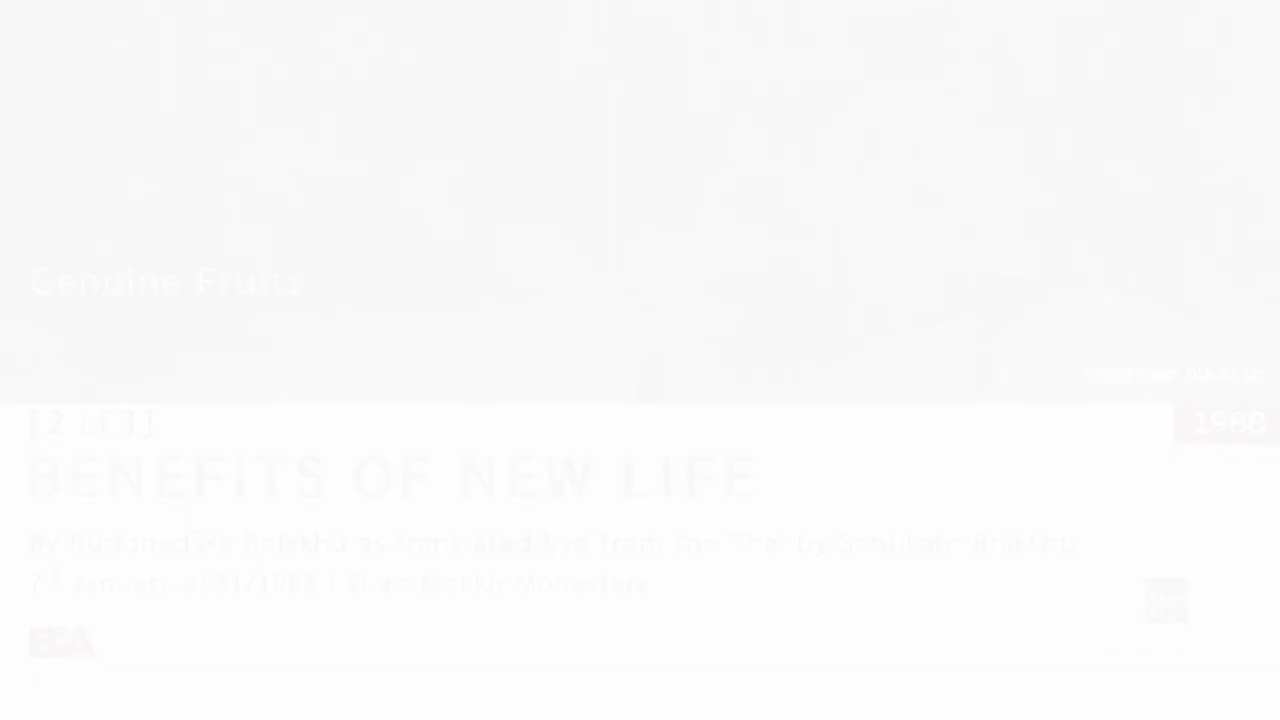 Genuine Fruits
1988
[2 of 3]
BENEFITS OF NEW LIFE
By Buddhadāsa Bhikkhu as translated live from the Thai by Santikaro Bhikkhu
January 2531/1988 | Suan Mokkh Monastery